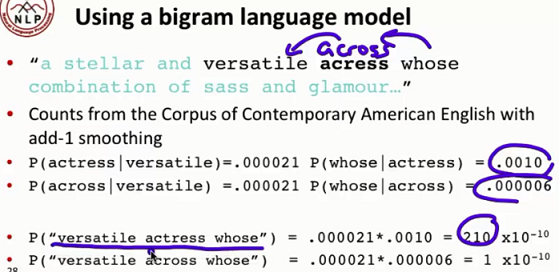 NLP
Using a bigram language model
across
• "a stellar and versatile acress whose
combination of sass and glamour…"
• Counts from the Corpus of Contemporary American English with
add-1 smoothing
• P(actress|versatile)=.000021 P(whose|actress) = .0010
• P(across|versatile) =.000021 P(whose|across) = .000006
• P("versatile actress whose") = .000021*.0010 = 210 x10-10
• P("versatile across whose") = .000021*.000006 = 1 x10-10
28